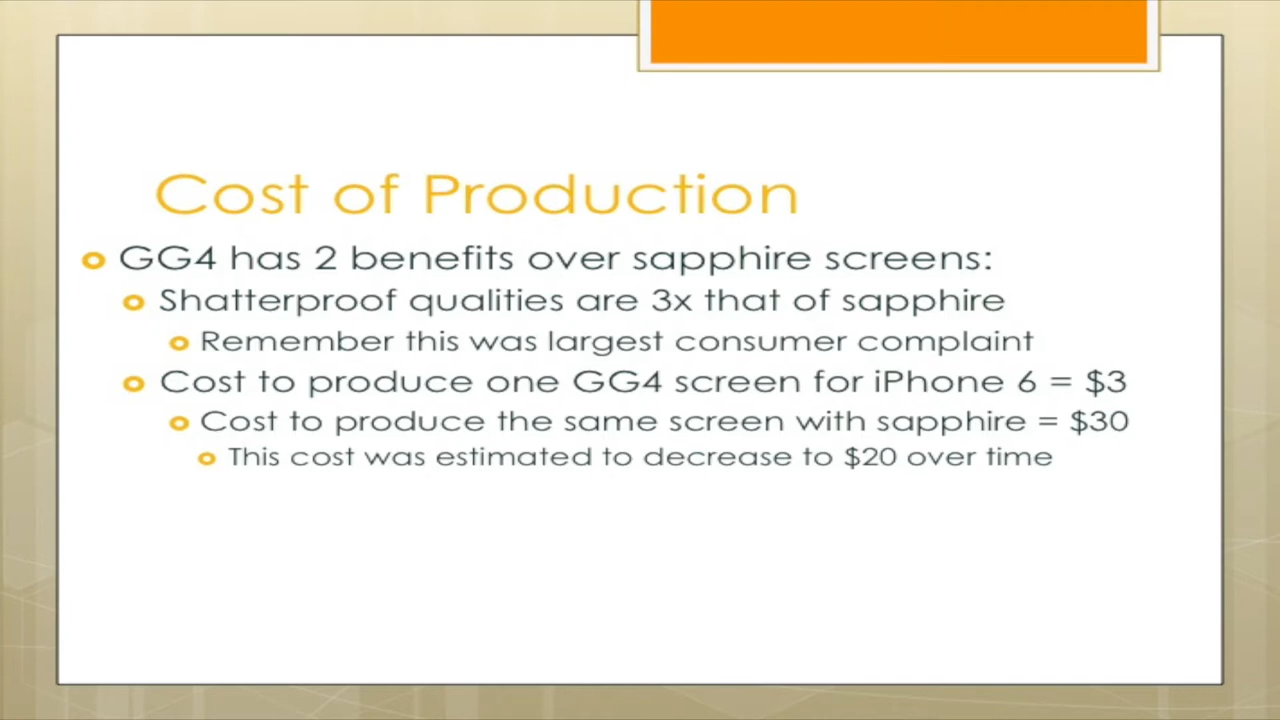 Cost of Production
GG4 has 2 benefits over sapphire screens:
Shatterproof qualities are 3x that of sapphire
Remember this was largest consumer complaint
Cost to produce one GG4 screen for iPhone 6 = $3
Cost to produce the same screen with sapphire = $30
This cost was estimated to decrease to $20 over time